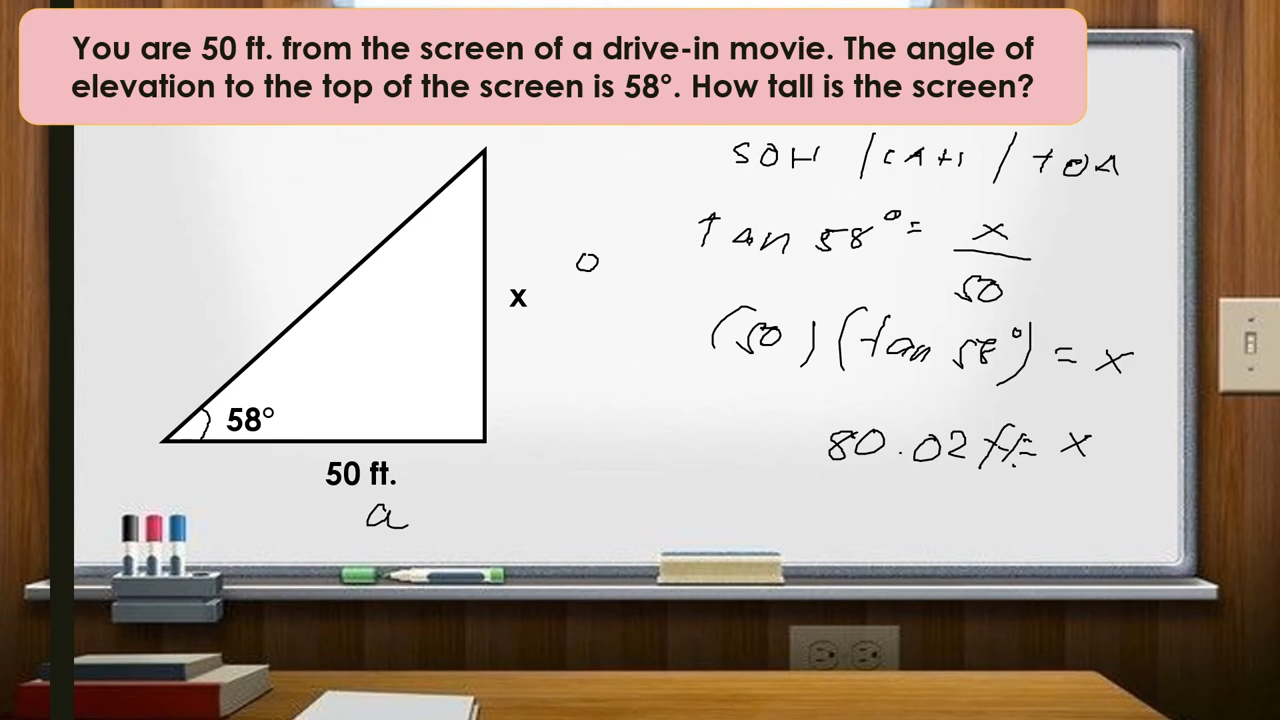 You are 50 ft. from the screen of a drive-in movie. The angle of
elevation to the top of the screen is 58°. How tall is the screen?
SOH / CAH / TOA
tan 58° = x
50
o
x
(50) (tan 58°) = x
58°
80.02 ft = x
50 ft.
a